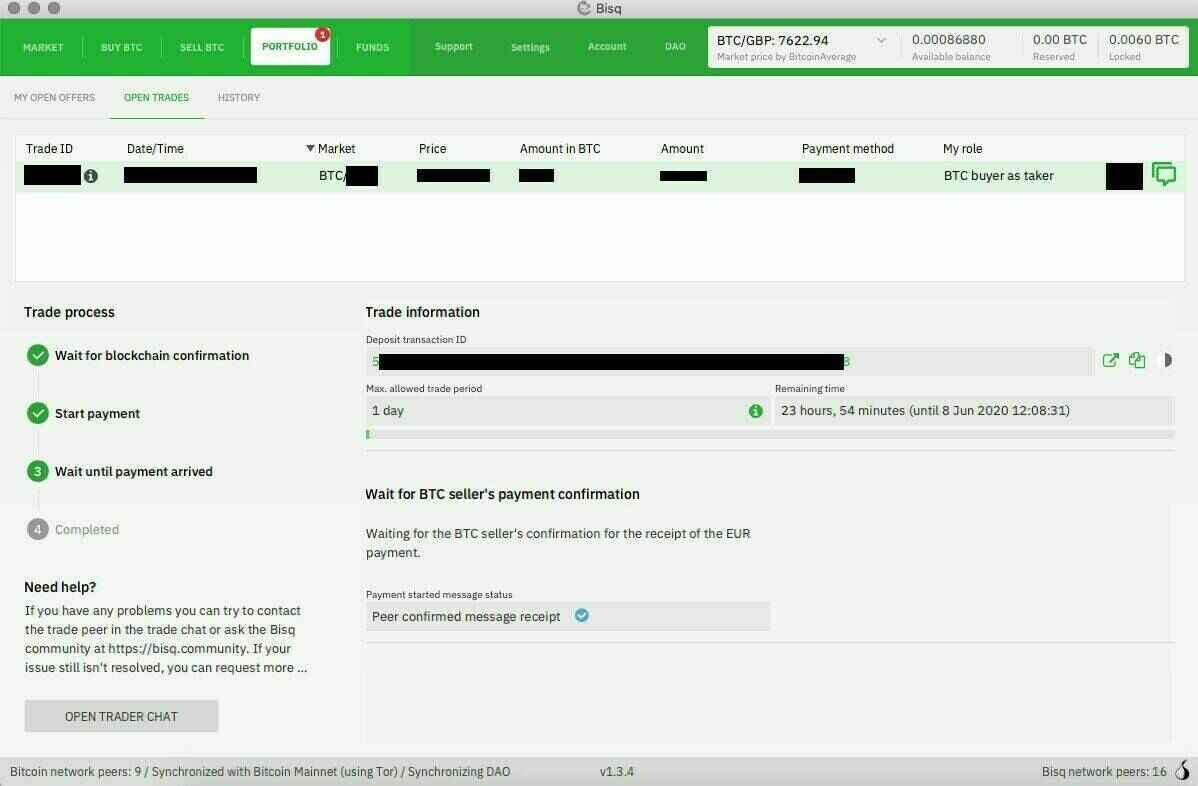 Bisq
MARKET BUY BTC SELL BTC PORTFOLIO 1 FUNDS Support Settings Account DAO
BTC/GBP: 7622.94 0.00086880 0.00 BTC 0.0060 BTC
Market price by BitcoinAverage Available balance Reserved Locked
MY OPEN OFFERS OPEN TRADES HISTORY
Trade ID Date/Time Market Price Amount in BTC Amount Payment method My role
BTC/ BTC buyer as taker
Trade process
Wait for blockchain confirmation
Start payment
3 Wait until payment arrived
4 Completed
Need help?
If you have any problems you can try to contact
the trade peer in the trade chat or ask the Bisq
community at https://bisq.community. If your
issue still isn't resolved, you can request more ...
OPEN TRADER CHAT
Trade information
Deposit transaction ID
5 3
Max. allowed trade period Remaining time
1 day 23 hours, 54 minutes (until 8 Jun 2020 12:08:31)
Wait for BTC seller's payment confirmation
Waiting for the BTC seller's confirmation for the receipt of the EUR
payment.
Payment started message status
Peer confirmed message receipt
Bitcoin network peers: 9 / Synchronized with Bitcoin Mainnet (using Tor) / Synchronizing DAO v1.3.4 Bisq network peers: 16